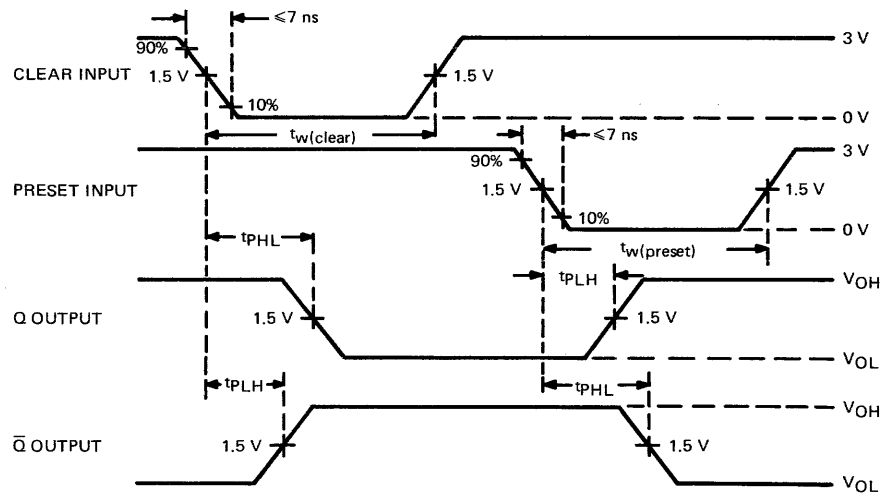 ≤7 ns
90%
3 V
CLEAR INPUT
1.5 V
1.5 V
10%
0 V
tw(clear)
≤7 ns
3 V
90%
PRESET INPUT
1.5 V
1.5 V
10%
0 V
tPHL
tw(preset)
tPLH
VOH
Q OUTPUT
1.5 V
1.5 V
VOL
tPLH
tPHL
VOH
Q̅ OUTPUT
1.5 V
1.5 V
VOL